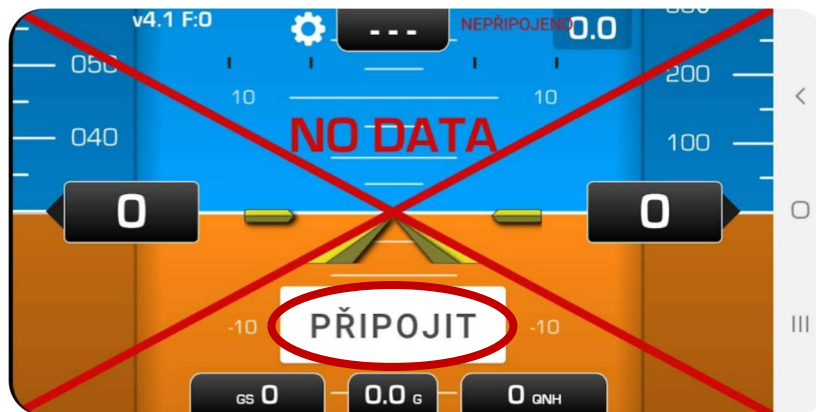 v4.1 F:0
---
NEPŘIPOJENO
0.0
050
200
10
10
NO DATA
040
100
0
0
-10
PŘIPOJIT
-10
GS 0
0.0 G
0 QNH